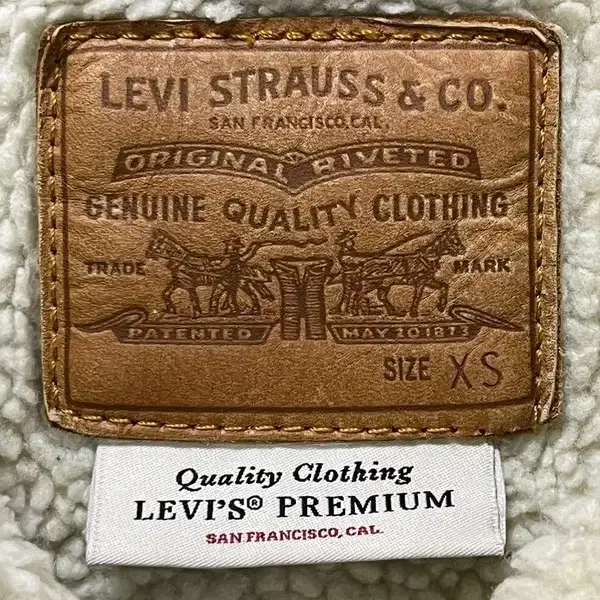 LEVI STRAUSS & CO.
SAN FRANCISCO, CAL.
ORIGINAL RIVETED
GENUINE QUALITY CLOTHING
TRADE MARK
PATENTED MAY 20 1873
SIZE XS
Quality Clothing
LEVI'S® PREMIUM
SAN FRANCISCO, CAL.